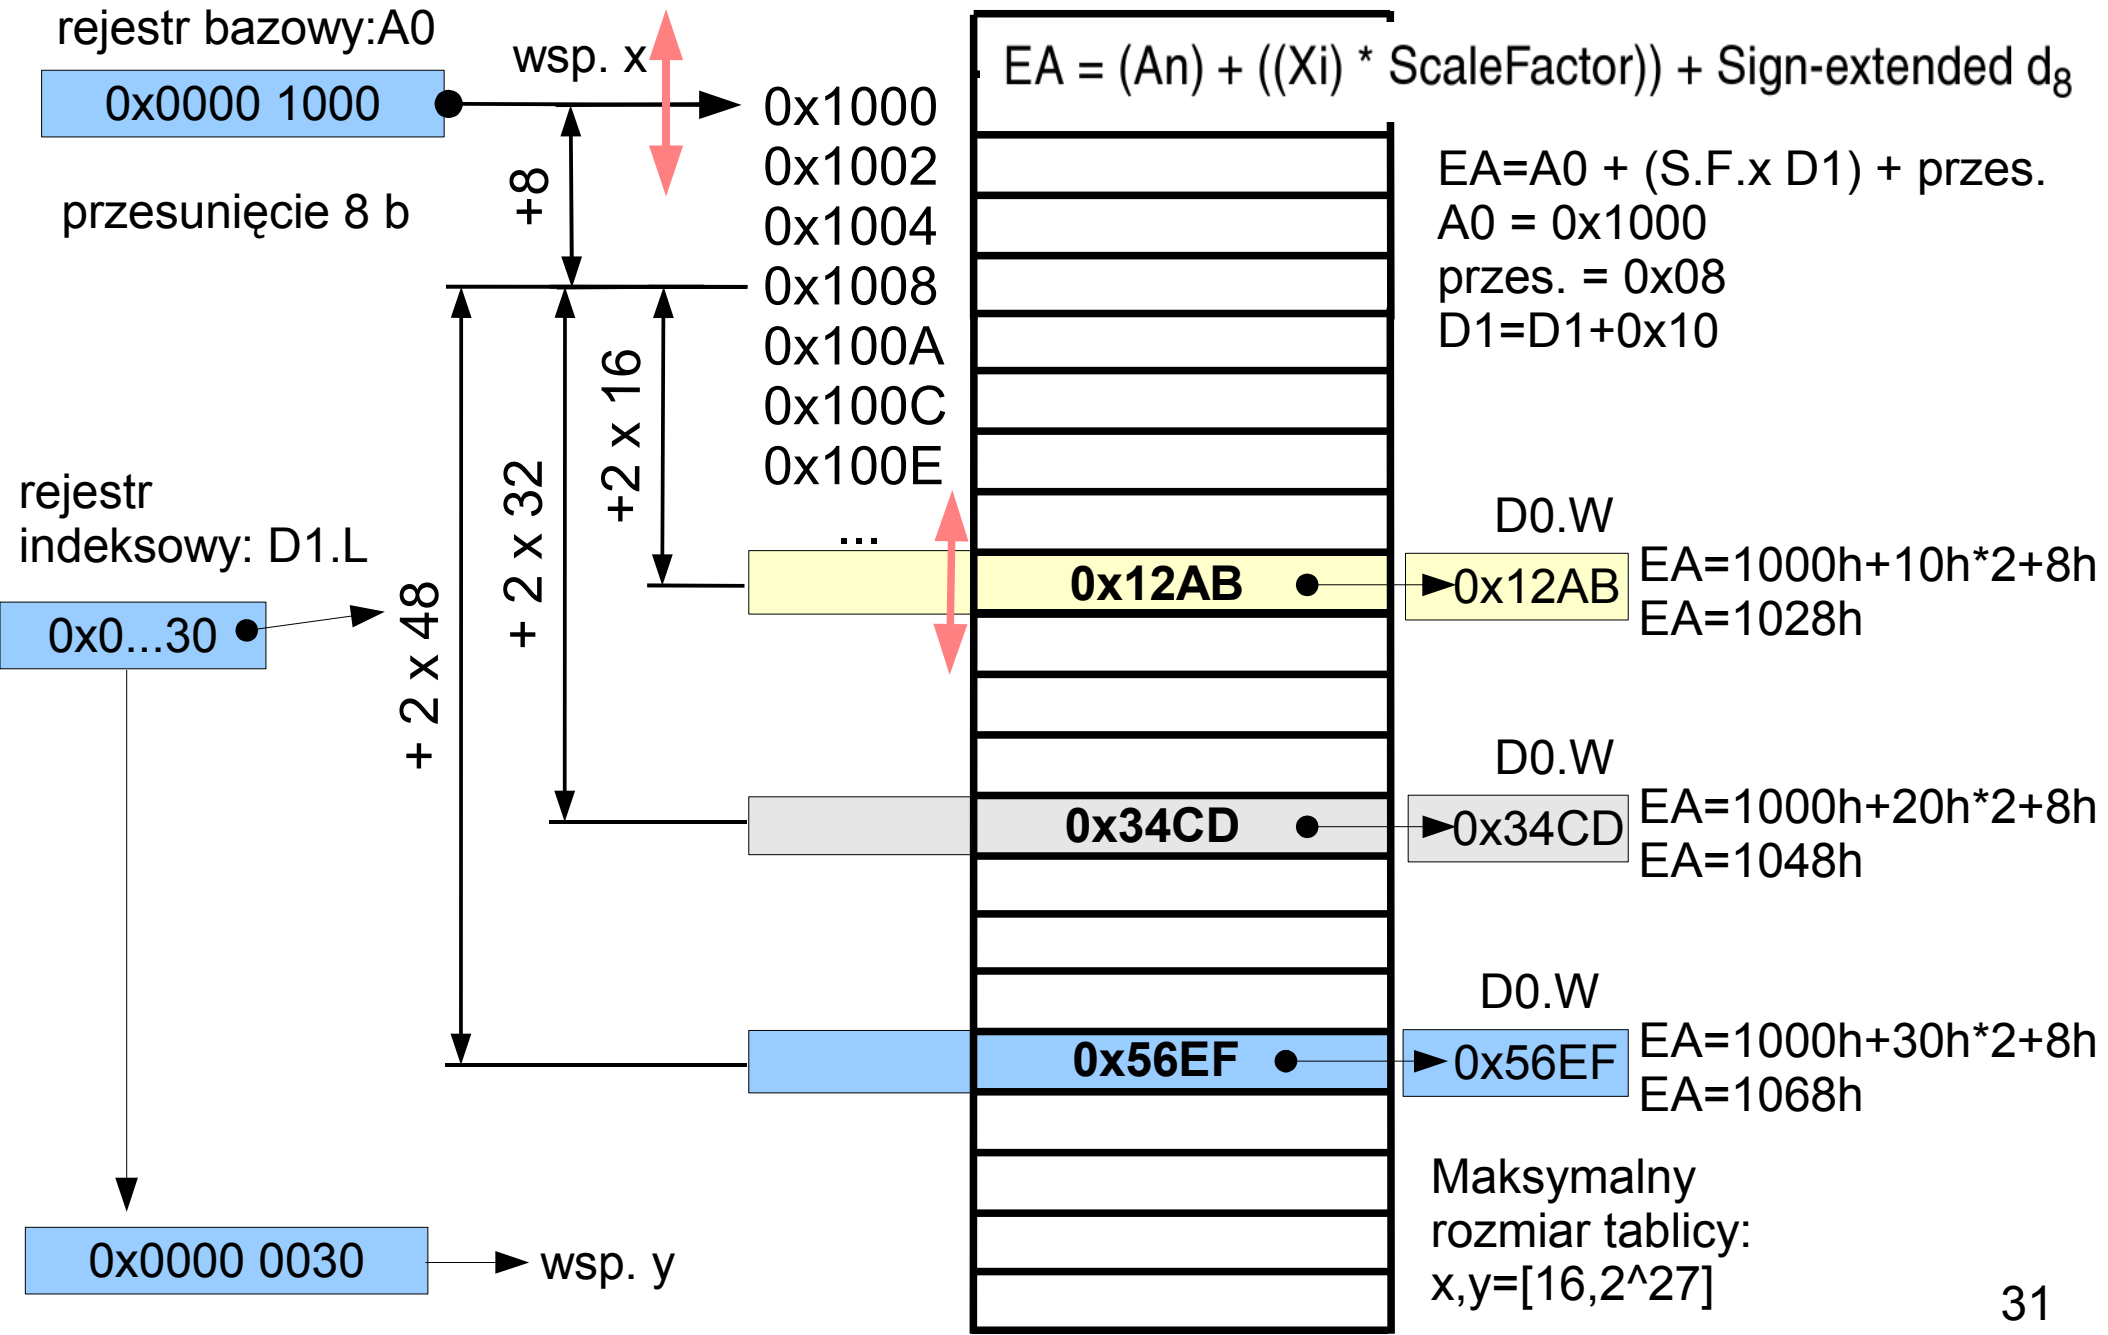 rejestr bazowy:A0
0x0000 1000
przesunięcie 8 b
wsp. x
+8
0x1000
0x1002
0x1004
0x1008
0x100A
0x100C
0x100E
...
EA = (An) + ((Xi) * ScaleFactor)) + Sign-extended d8
EA=A0 + (S.F.x D1) + przes.
A0 = 0x1000
przes. = 0x08
D1=D1+0x10
rejestr
indeksowy: D1.L
0x0...30
+ 2 x 48
+ 2 x 32
+2 x 16
0x12AB
D0.W
0x12AB
EA=1000h+10h*2+8h
EA=1028h
0x34CD
D0.W
0x34CD
EA=1000h+20h*2+8h
EA=1048h
0x56EF
D0.W
0x56EF
EA=1000h+30h*2+8h
EA=1068h
0x0000 0030
wsp. y
Maksymalny
rozmiar tablicy:
x,y=[16,2^27]
31